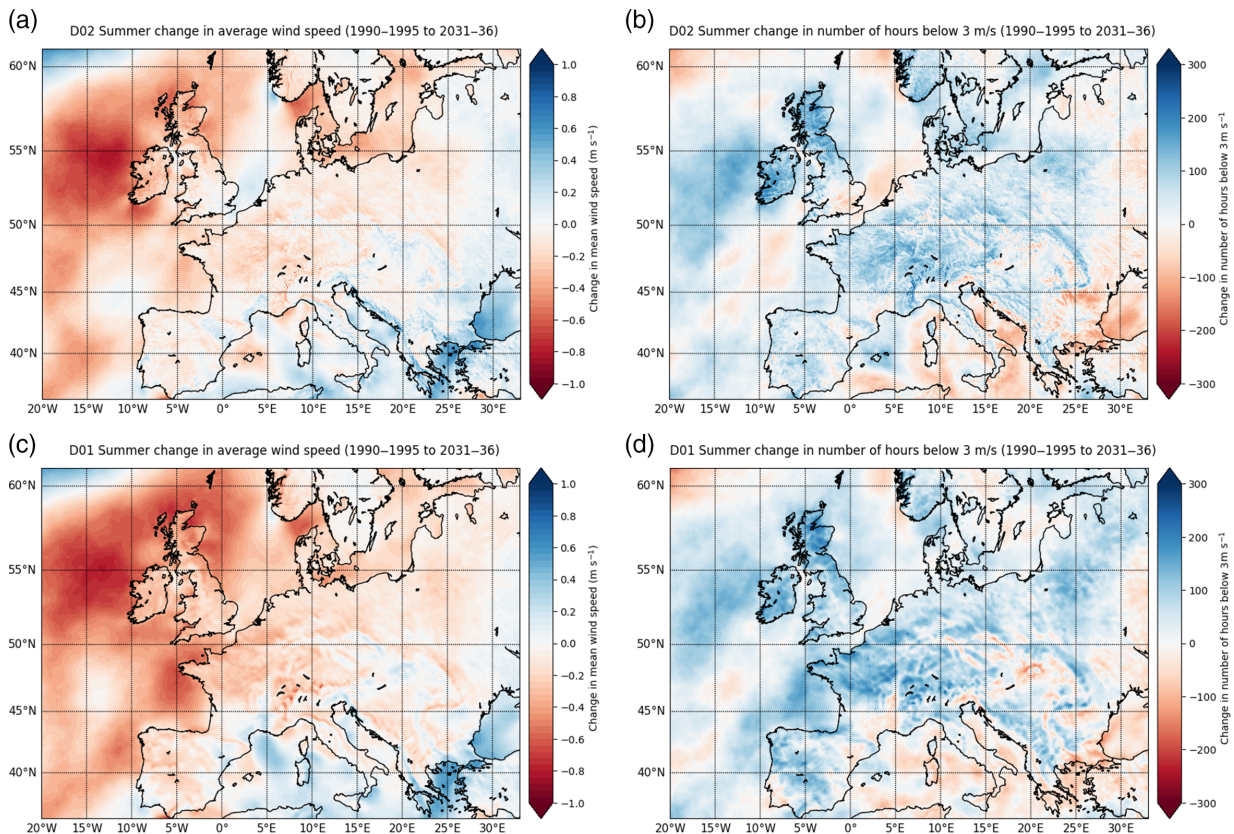 (a)
D02 Summer change in average wind speed (1990−1995 to 2031−36)
60°N
55°N
50°N
45°N
40°N
20°W 15°W 10°W 5°W 0° 5°E 10°E 15°E 20°E 25°E 30°E
1.0
0.8
0.6
0.4
0.2
0.0
−0.2
−0.4
−0.6
−0.8
−1.0
Change in mean wind speed (m s⁻¹)
(b)
D02 Summer change in number of hours below 3 m/s (1990−1995 to 2031−36)
60°N
55°N
50°N
45°N
40°N
20°W 15°W 10°W 5°W 0° 5°E 10°E 15°E 20°E 25°E 30°E
300
200
100
0
−100
−200
−300
Change in number of hours below 3 m s⁻¹
(c)
D01 Summer change in average wind speed (1990−1995 to 2031−36)
60°N
55°N
50°N
45°N
40°N
20°W 15°W 10°W 5°W 0° 5°E 10°E 15°E 20°E 25°E 30°E
1.0
0.8
0.6
0.4
0.2
0.0
−0.2
−0.4
−0.6
−0.8
−1.0
Change in mean wind speed (m s⁻¹)
(d)
D01 Summer change in number of hours below 3 m/s (1990−1995 to 2031−36)
60°N
55°N
50°N
45°N
40°N
20°W 15°W 10°W 5°W 0° 5°E 10°E 15°E 20°E 25°E 30°E
300
200
100
0
−100
−200
−300
Change in number of hours below 3 m s⁻¹